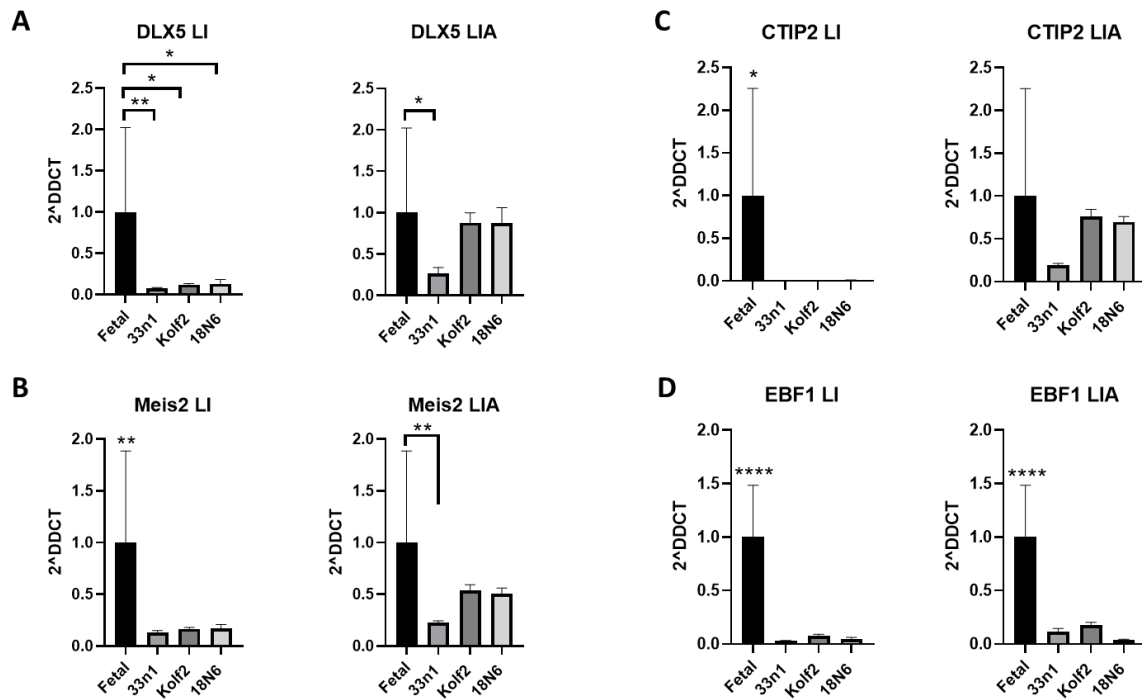 A
DLX5 LI
*
*
**
2^DDCT
2.5
2.0
1.5
1.0
0.5
0.0
Fetal
33n1
Kolf2
18N6
DLX5 LIA
*
2.5
2.0
1.5
1.0
0.5
0.0
Fetal
33n1
Kolf2
18N6
C
CTIP2 LI
*
2^DDCT
2.5
2.0
1.5
1.0
0.5
0.0
Fetal
33n1
Kolf2
18N6
CTIP2 LIA
2^DDCT
2.5
2.0
1.5
1.0
0.5
0.0
Fetal
33n1
Kolf2
18N6
B
Meis2 LI
**
2^DDCT
2.0
1.5
1.0
0.5
0.0
Fetal
33n1
Kolf2
18N6
Meis2 LIA
**
2^DDCT
2.0
1.5
1.0
0.5
0.0
Fetal
33n1
Kolf2
18N6
D
EBF1 LI
****
2^DDCT
2.0
1.5
1.0
0.5
0.0
Fetal
33n1
Kolf2
18N6
EBF1 LIA
****
2^DDCT
2.0
1.5
1.0
0.5
0.0
Fetal
33n1
Kolf2
18N6